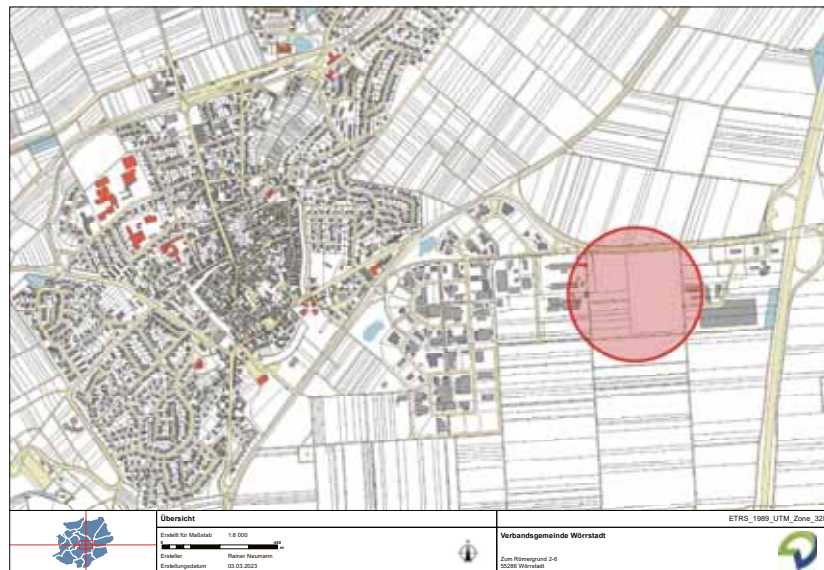 Übersicht
Erstellt für Maßstab 1:8 000
Ersteller Rainer Neumann
Erstellungsdatum 03.03.2023
ETRS_1989_UTM_Zone_32
Verbandsgemeinde Wörrstadt
Zum Römergrund 2-6
55286 Wörrstadt